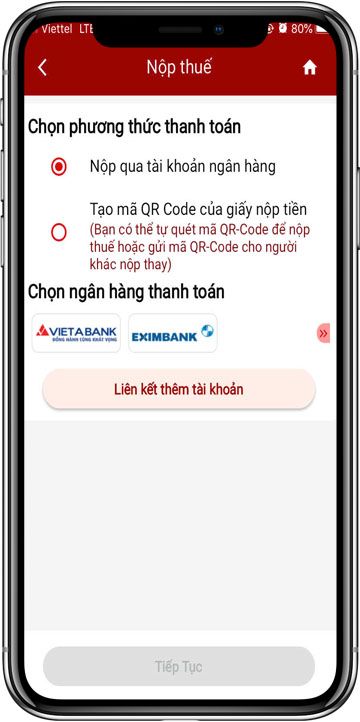 Viettel LTE 80%
Nộp thuế
Chọn phương thức thanh toán
Nộp qua tài khoản ngân hàng
Tạo mã QR Code của giấy nộp tiền
(Bạn có thể tự quét mã QR-Code để nộp
thuế hoặc gửi mã QR-Code cho người
khác nộp thay)
Chọn ngân hàng thanh toán
VIETABANK EXIMBANK
ĐỒNG HÀNH CÙNG KHÁT VỌNG
»
Liên kết thêm tài khoản
Tiếp Tục